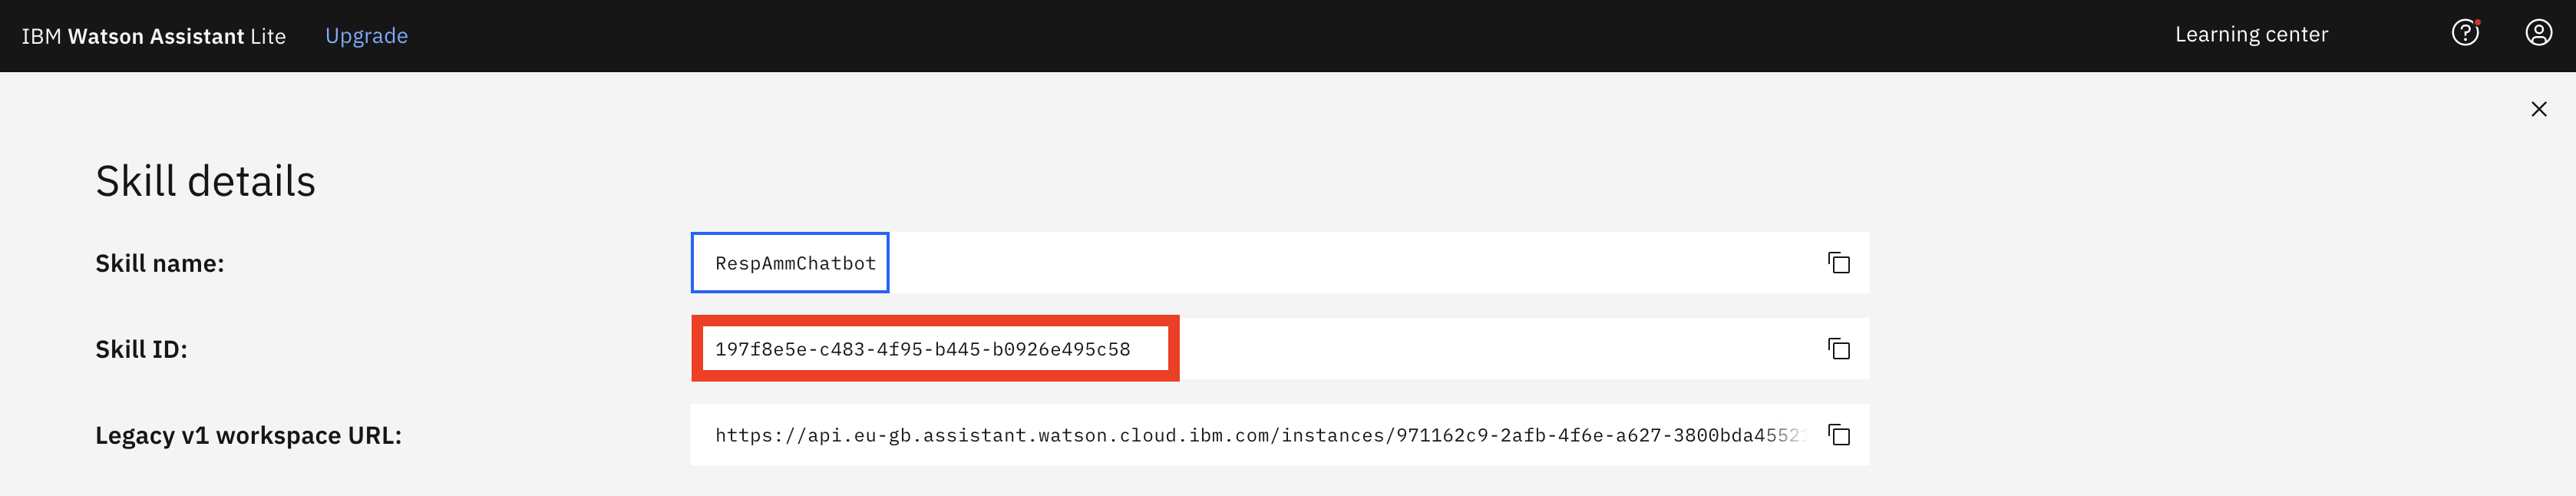 IBM Watson Assistant Lite Upgrade Learning center
Skill details
Skill name: RespAmmChatbot
Skill ID: 197f8e5e-c483-4f95-b445-b0926e495c58
Legacy v1 workspace URL: https://api.eu-gb.assistant.watson.cloud.ibm.com/instances/971162c9-2afb-4f6e-a627-3800bda4552